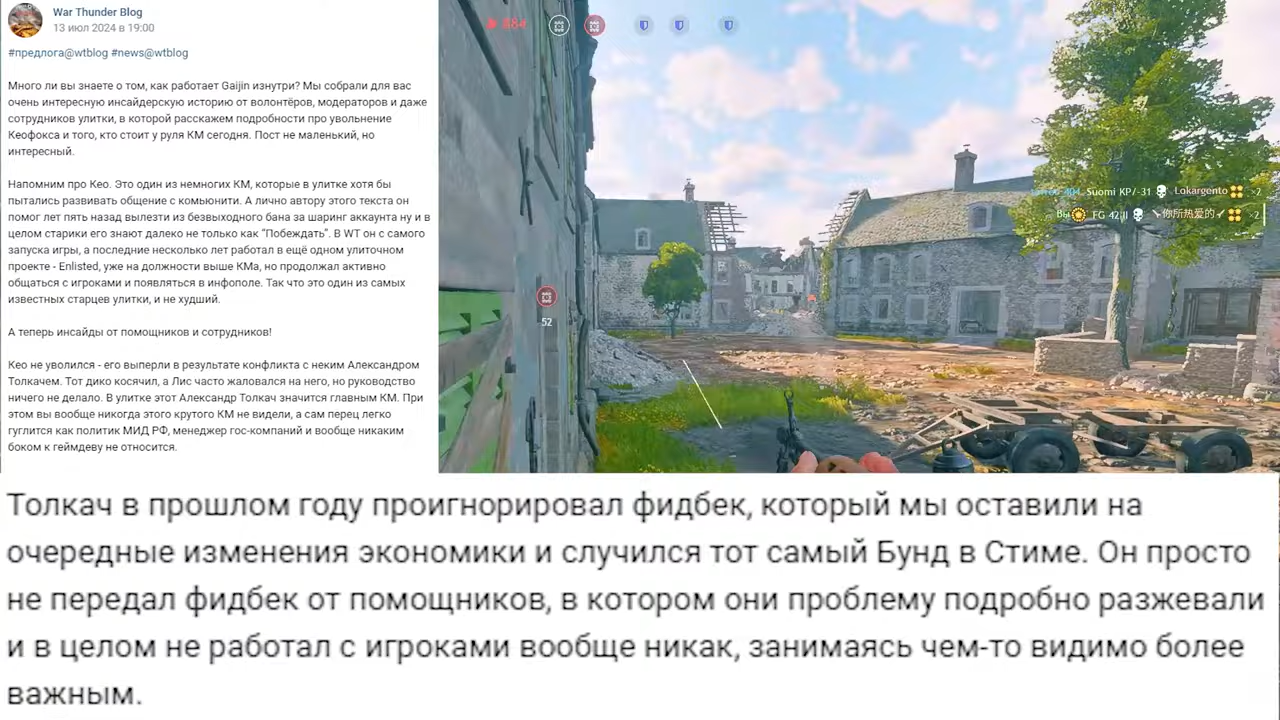 War Thunder Blog
13 июл 2024 в 19:00
#предлога@wtblog #news@wtblog
Много ли вы знаете о том, как работает Gaijin изнутри? Мы собрали для вас
очень интересную инсайдерскую историю от волонтёров, модераторов и даже
сотрудников улитки, в которой расскажем подробности про увольнение
Кеофокса и того, кто стоит у руля КМ сегодня. Пост не маленький, но
интересный.
Напомним про Кео. Это один из немногих КМ, которые в улитке хотя бы
пытались развивать общение с комьюнити. А лично автору этого текста он
помог лет пять назад вылезти из безвыходного бана за шаринг аккаунта ну и в
целом старики его знают далеко не только как "Побеждать". В WT он с самого
запуска игры, а последние несколько лет работал в ещё одном улиточном
проекте - Enlisted, уже на должности выше КМа, но продолжал активно
общаться с игроками и появляться в инфополе. Так что это один из самых
известных старцев улитки, и не худший.
А теперь инсайды от помощников и сотрудников!
Кео не уволился - его выперли в результате конфликта с неким Александром
Толкачем. Тот дико косячил, а Лис часто жаловался на него, но руководство
ничего не делало. В улитке этот Александр Толкач значится главным КМ. При
этом вы вообще никогда этого крутого КМ не видели, а сам перец легко
гуглится как политик МИД РФ, менеджер гос-компаний и вообще никаким
боком к геймдеву не относится.
Suomi KP/-31 Lokargento -2
Вы FG 42 II 你所热爱的 -2
52
Толкач в прошлом году проигнорировал фидбек, который мы оставили на
очередные изменения экономики и случился тот самый Бунд в Стиме. Он просто
не передал фидбек от помощников, в котором они проблему подробно разжевали
и в целом не работал с игроками вообще никак, занимаясь чем-то видимо более
важным.